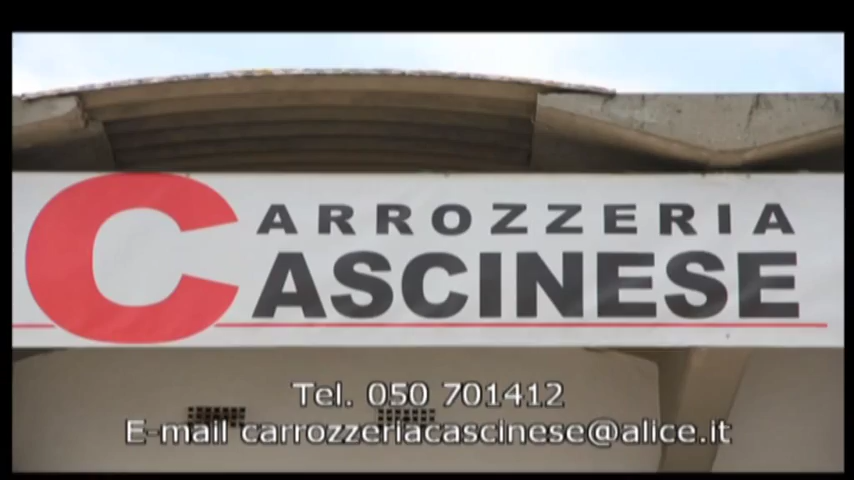 CARROZZERIA
CASCINESE
Tel. 050 701412
E-mail carrozzeriacascinese@alice.it